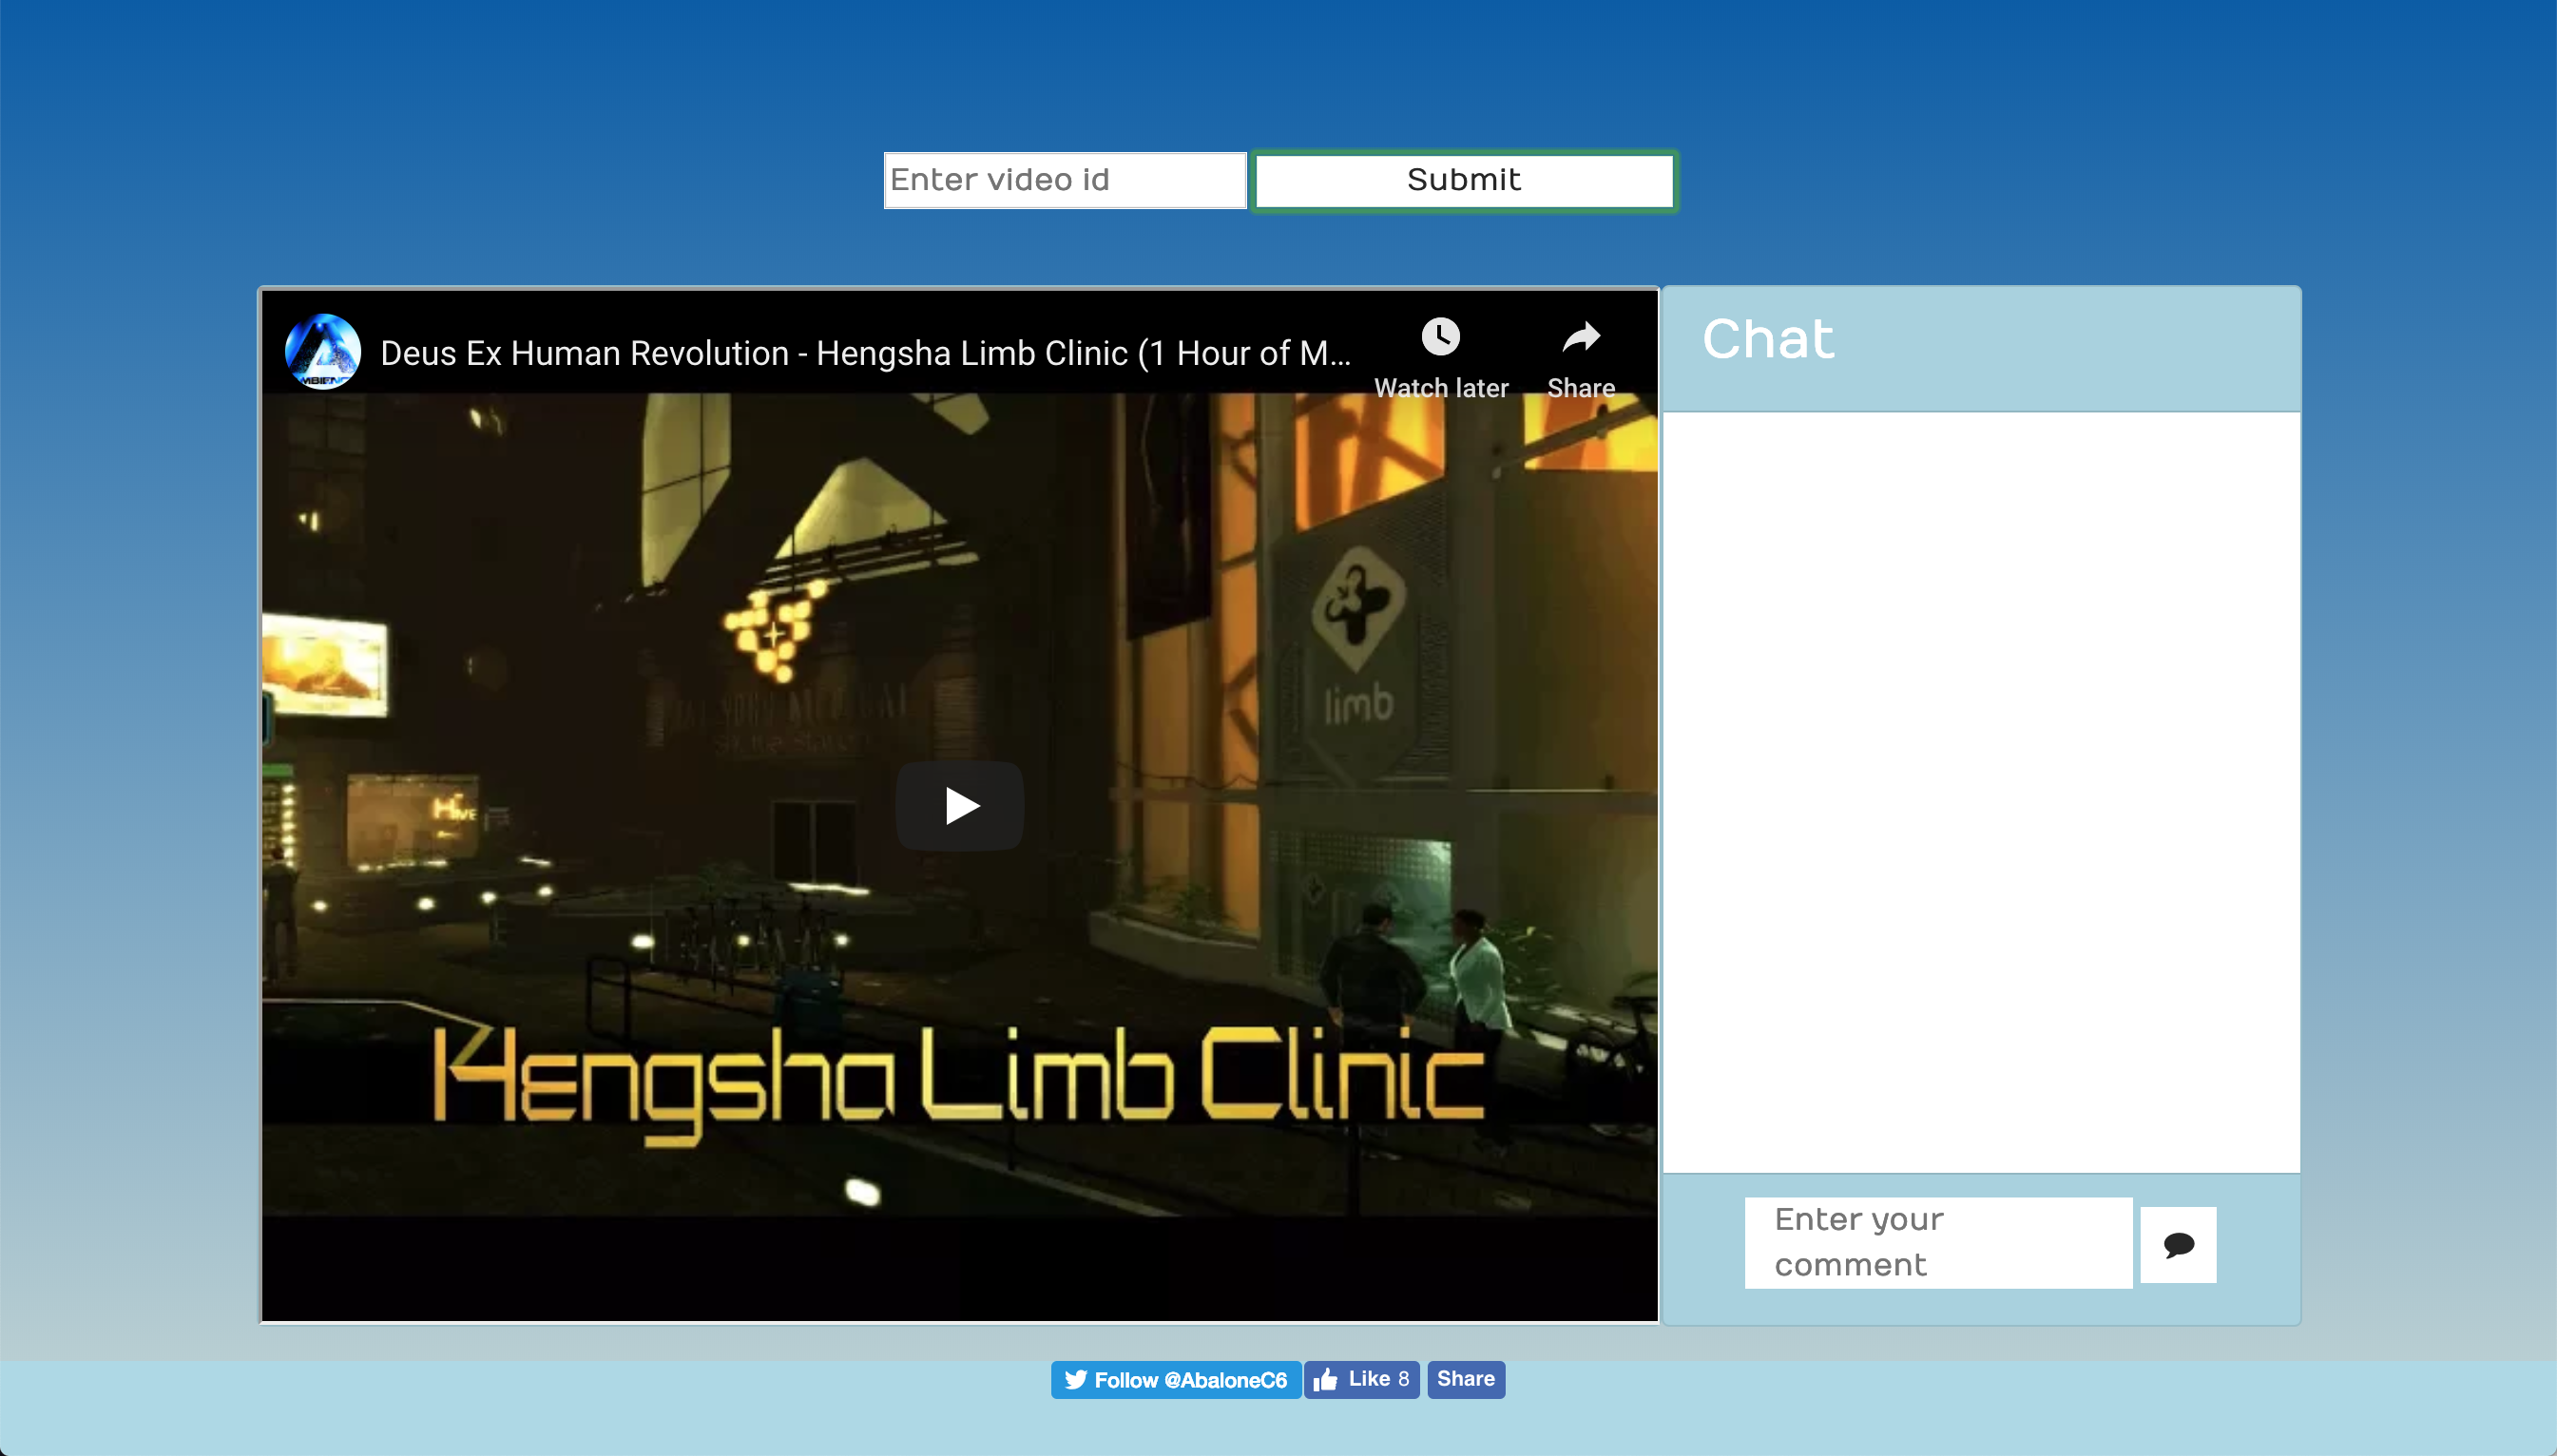 Enter video id
Submit
Deus Ex Human Revolution - Hengsha Limb Clinic (1 Hour of M...
Watch later
Share
Chat
limb
Hengsha Limb Clinic
Enter your
comment
Follow @AbaloneC6
Like 8
Share